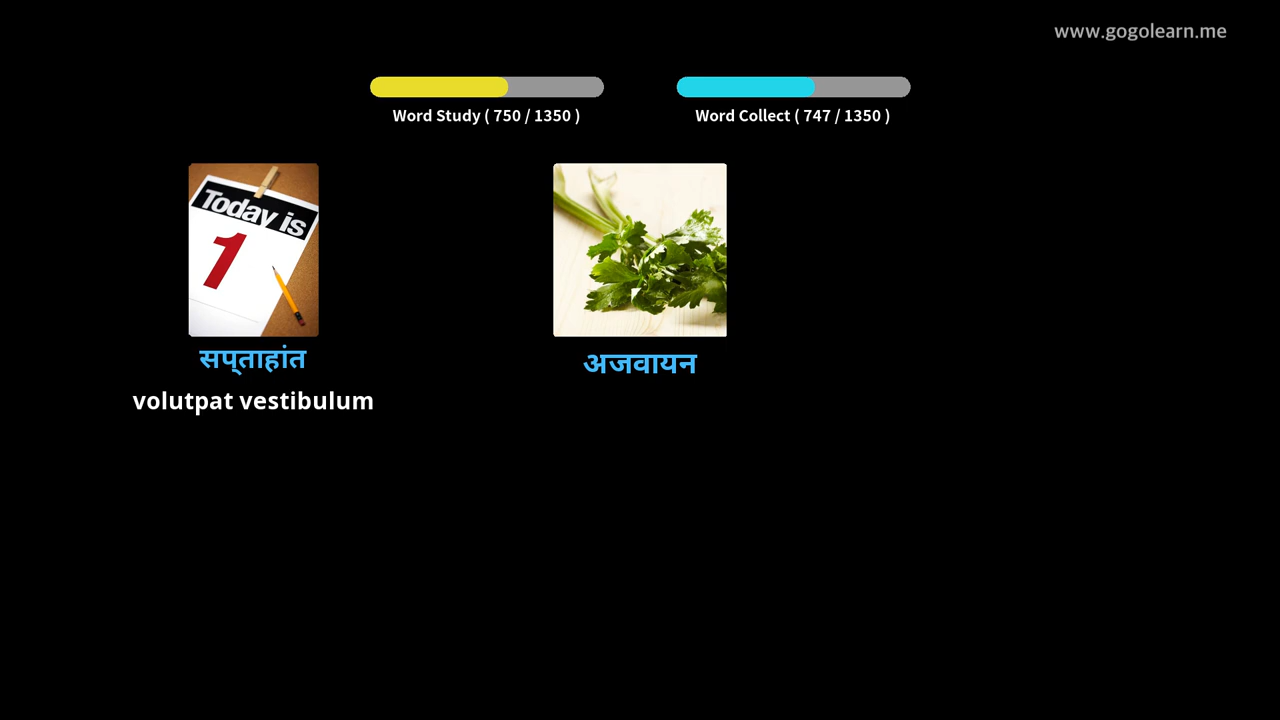 www.gogolearn.me
Word Study ( 750 / 1350 )
Word Collect ( 747 / 1350 )
Today is
1
सप्ताहांत
volutpat vestibulum
अजवायन